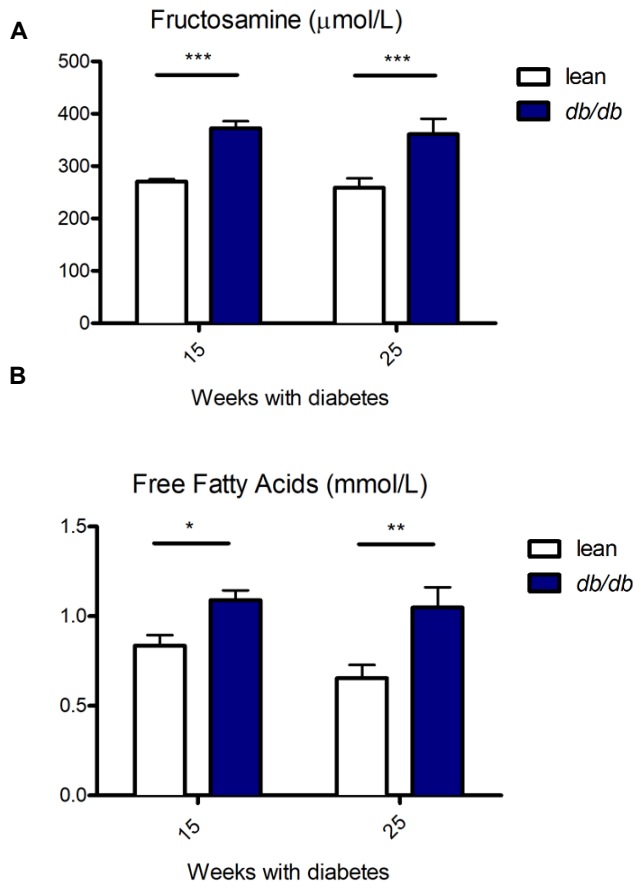 A
Fructosamine (μmol/L)
500
400
300
200
100
0
***
***
lean
db/db
15
25
Weeks with diabetes
B
Free Fatty Acids (mmol/L)
1.5
1.0
0.5
0.0
*
**
lean
db/db
15
25
Weeks with diabetes